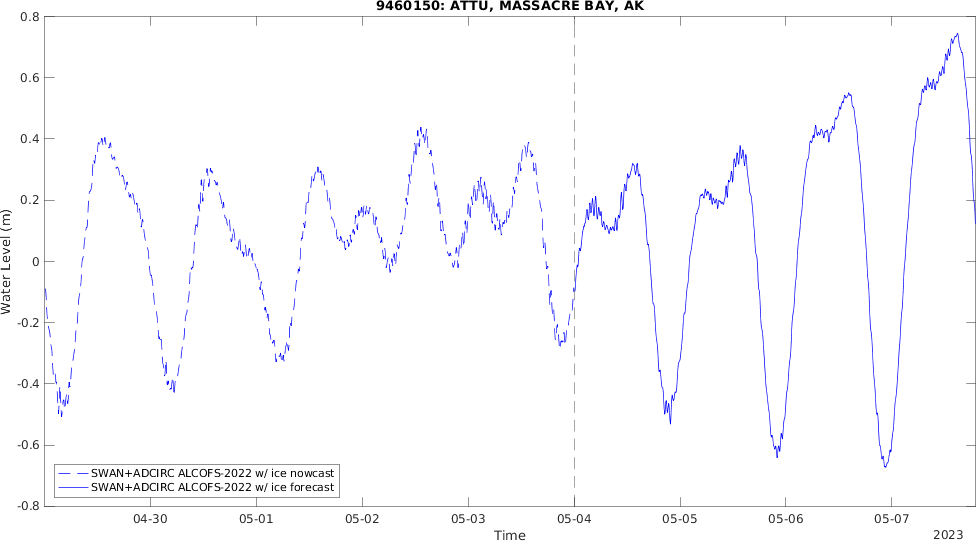 9460150: ATTU, MASSACRE BAY, AK
Water Level (m)
0.8
0.6
0.4
0.2
0
-0.2
-0.4
-0.6
-0.8
SWAN+ADCIRC ALCOFS-2022 w/ ice nowcast
SWAN+ADCIRC ALCOFS-2022 w/ ice forecast
04-30 05-01 05-02 05-03 05-04 05-05 05-06 05-07
Time
2023